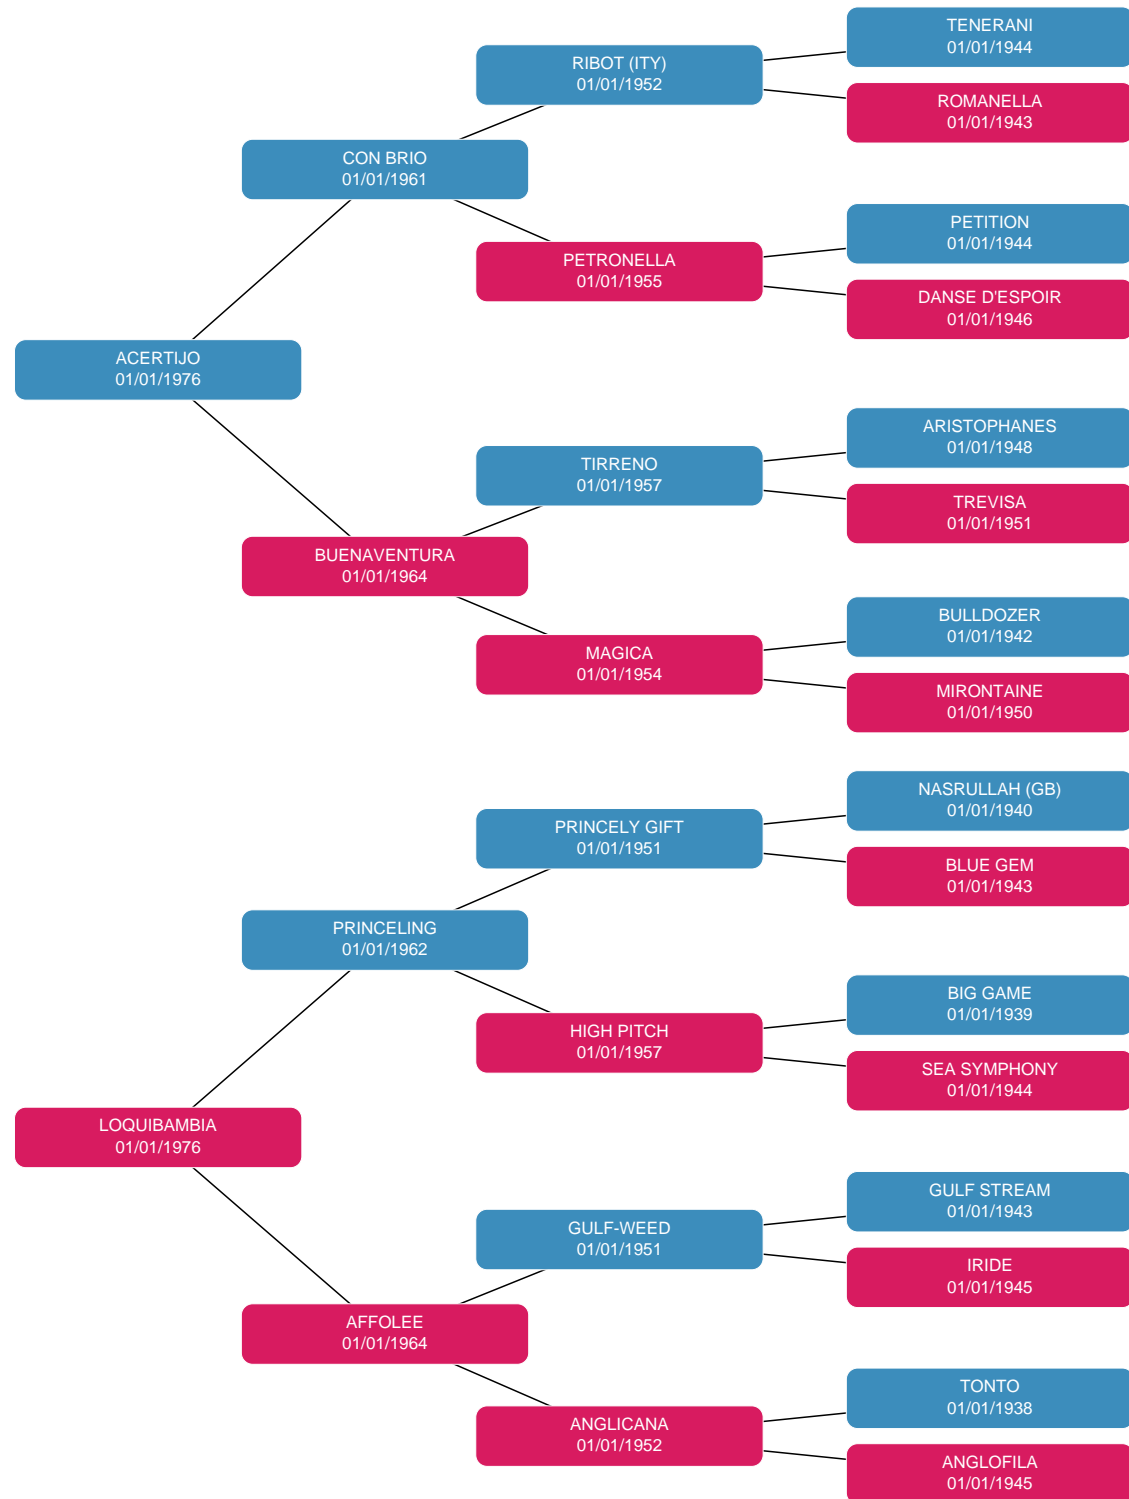 TENERANI
01/01/1944
RIBOT (ITY)
01/01/1952
ROMANELLA
01/01/1943
CON BRIO
01/01/1961
PETITION
01/01/1944
PETRONELLA
01/01/1955
DANSE D'ESPOIR
01/01/1946
ACERTIJO
01/01/1976
ARISTOPHANES
01/01/1948
TIRRENO
01/01/1957
TREVISA
01/01/1951
BUENAVENTURA
01/01/1964
BULLDOZER
01/01/1942
MAGICA
01/01/1954
MIRONTAINE
01/01/1950
NASRULLAH (GB)
01/01/1940
PRINCELY GIFT
01/01/1951
BLUE GEM
01/01/1943
PRINCELING
01/01/1962
BIG GAME
01/01/1939
HIGH PITCH
01/01/1957
SEA SYMPHONY
01/01/1944
LOQUIBAMBIA
01/01/1976
GULF STREAM
01/01/1943
GULF-WEED
01/01/1951
IRIDE
01/01/1945
AFFOLEE
01/01/1964
TONTO
01/01/1938
ANGLICANA
01/01/1952
ANGLOFILA
01/01/1945